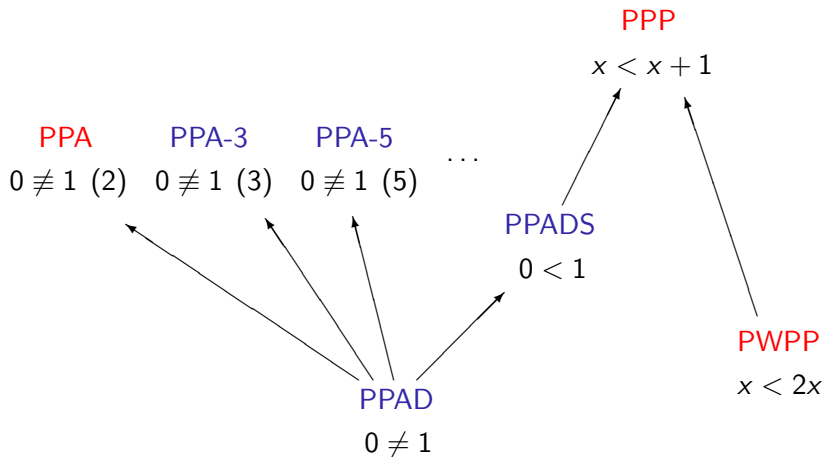 PPP
x < x + 1
PPA PPA-3 PPA-5
0 ≢ 1 (2) 0 ≢ 1 (3) 0 ≢ 1 (5) ...
PPADS
0 < 1
PWPP
x < 2x
PPAD
0 ≠ 1